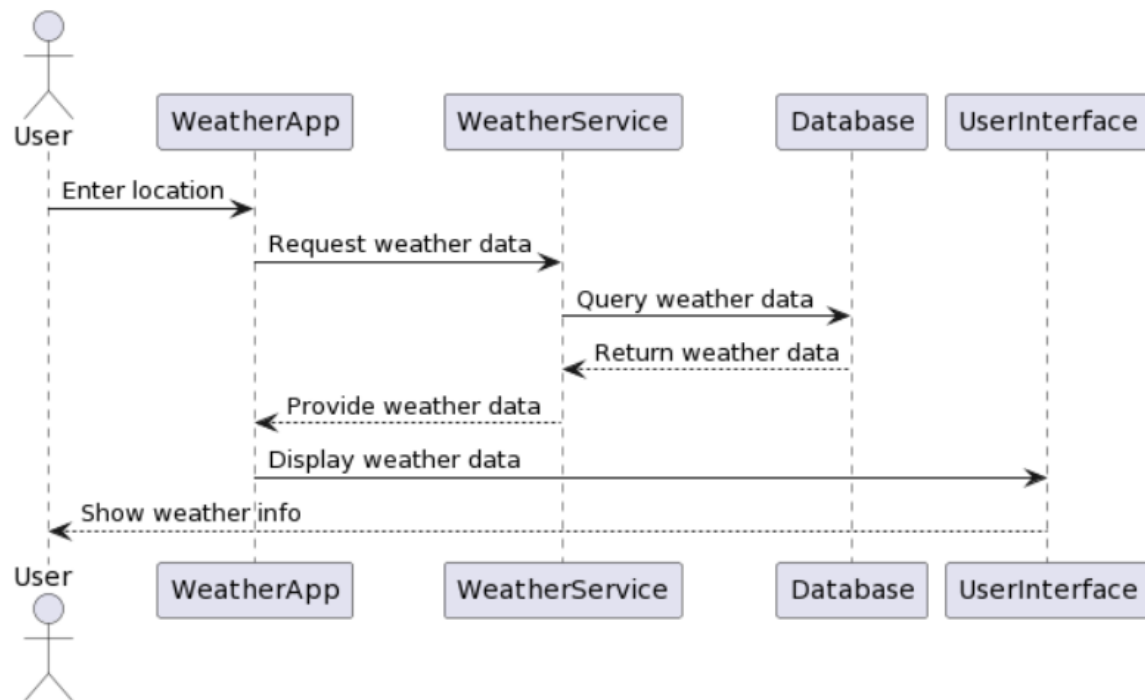 User
WeatherApp
WeatherService
Database
UserInterface
Enter location
Request weather data
Query weather data
Return weather data
Provide weather data
Display weather data
Show weather info
User
WeatherApp
WeatherService
Database
UserInterface